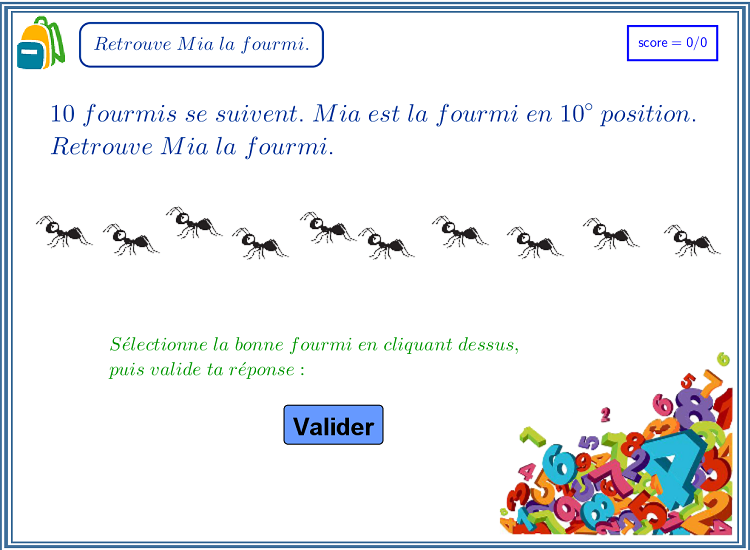 Retrouve Mia la fourmi.
score = 0/0
10 fourmis se suivent. Mia est la fourmi en 10° position.
Retrouve Mia la fourmi.
Sélectionne la bonne fourmi en cliquant dessus,
puis valide ta réponse :
Valider